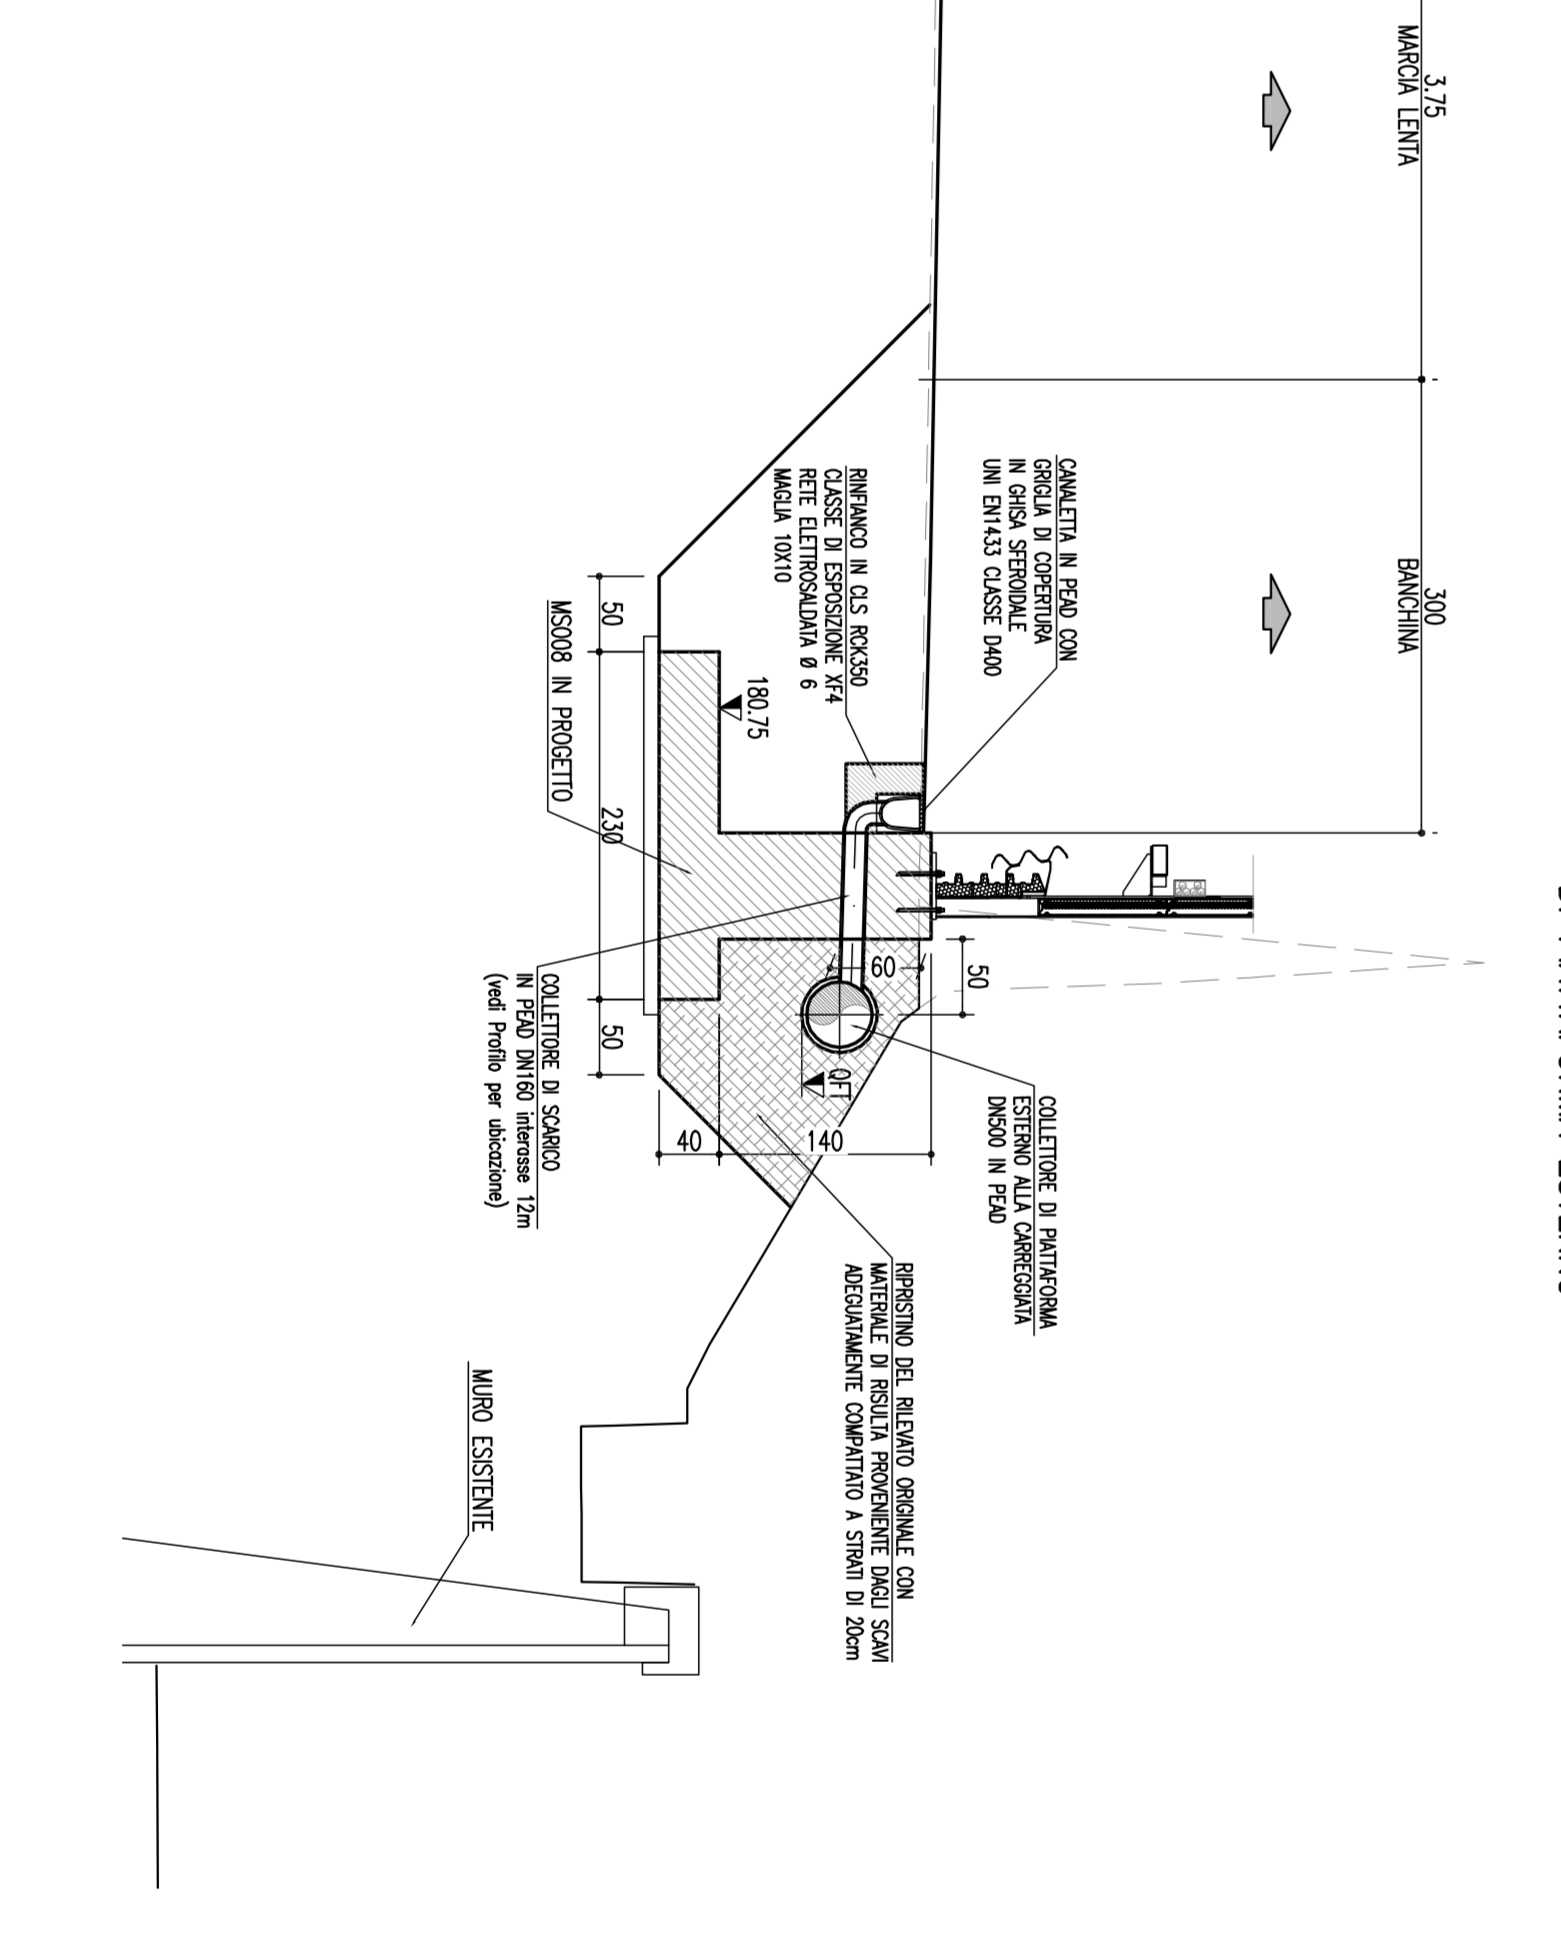 3.75
MARCIA LENTA
300
BANCHINA
CANALETTA IN PEAD CON
GRIGLIA DI COPERTURA
IN GHISA SFEROIDALE
UNI EN1433 CLASSE D400
RINFIANCO IN CLS RCK350
CLASSE DI ESPOSIZIONE XF4
RETE ELETTROSALDATA Ø 6
MAGLIA 10X10
180.75
50
230
50
MS008 IN PROGETTO
60
50
QFT
40
140
COLLETTORE DI SCARICO
IN PEAD DN160 interasse 12m
(vedi Profilo per ubicazione)
COLLETTORE DI PIATTAFORMA
ESTERNO ALLA CARREGGIATA
DN500 IN PEAD
RIPRISTINO DEL RILEVATO ORIGINALE CON
MATERIALE DI RISULTA PROVENIENTE DAGLI SCAVI
ADEGUATAMENTE COMPATTATO A STRATI DI 20cm
MURO ESISTENTE